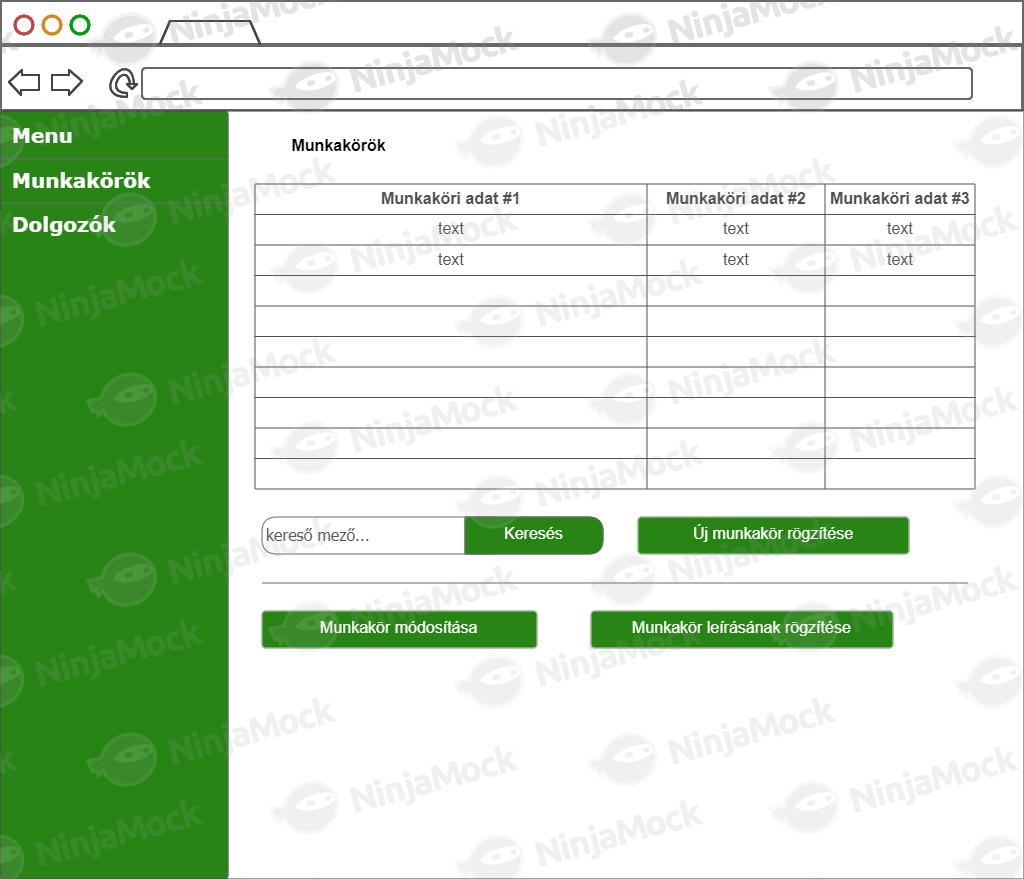 Menu
Munkakörök
Dolgozók
Munkakörök
Munkaköri adat #1 Munkaköri adat #2 Munkaköri adat #3
text text text
text text text
kereső mező... Keresés Új munkakör rögzítése
Munkakör módosítása Munkakör leírásának rögzítése
NinjaMock